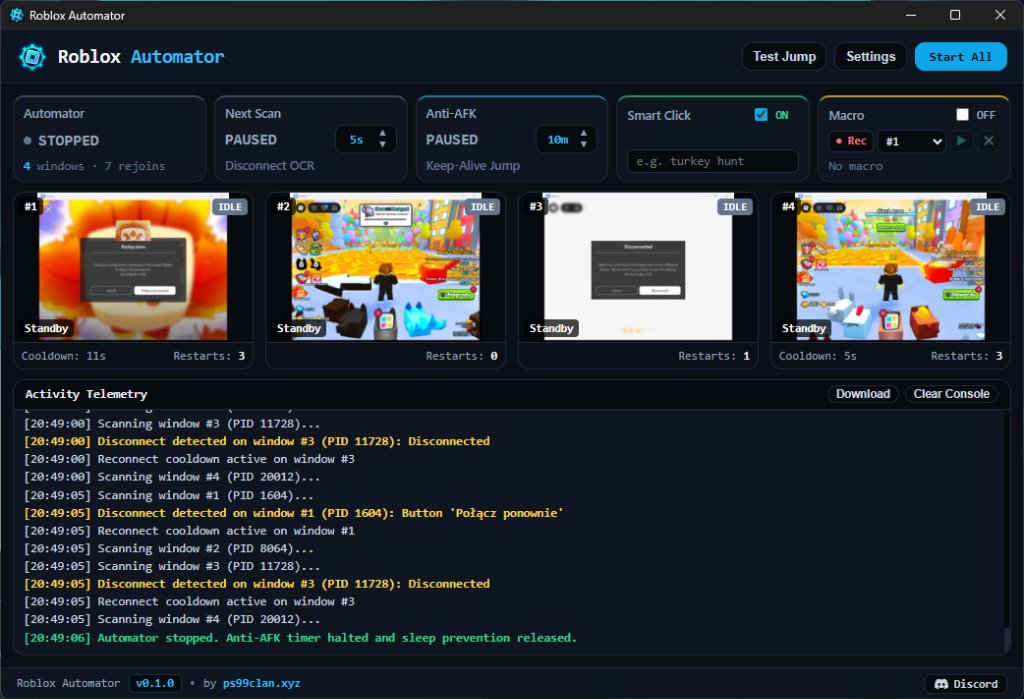 Roblox Automator
Roblox Automator
Test Jump
Settings
Start All
Automator
STOPPED
4 windows · 7 rejoins
Next Scan
PAUSED
5s
Disconnect OCR
Anti-AFK
PAUSED
10m
Keep-Alive Jump
Smart Click
ON
e.g. turkey hunt
Macro
OFF
Rec
#1
No macro
#1
IDLE
Rozłączono
Standby
Cooldown: 11s
Restarts: 3
#2
IDLE
Standby
Restarts: 0
#3
IDLE
Disconnected
Standby
Restarts: 1
#4
IDLE
Rewards
Standby
Cooldown: 5s
Restarts: 3
Activity Telemetry
Download
Clear Console
[20:49:00] Scanning window #3 (PID 11728)...
[20:49:00] Disconnect detected on window #3 (PID 11728): Disconnected
[20:49:00] Reconnect cooldown active on window #3
[20:49:00] Scanning window #4 (PID 20012)...
[20:49:05] Scanning window #1 (PID 1604)...
[20:49:05] Disconnect detected on window #1 (PID 1604): Button 'Połącz ponownie'
[20:49:05] Reconnect cooldown active on window #1
[20:49:05] Scanning window #2 (PID 8064)...
[20:49:05] Scanning window #3 (PID 11728)...
[20:49:05] Disconnect detected on window #3 (PID 11728): Disconnected
[20:49:05] Reconnect cooldown active on window #3
[20:49:05] Scanning window #4 (PID 20012)...
[20:49:06] Automator stopped. Anti-AFK timer halted and sleep prevention released.
Roblox Automator v0.1.0 • by ps99clan.xyz
Discord